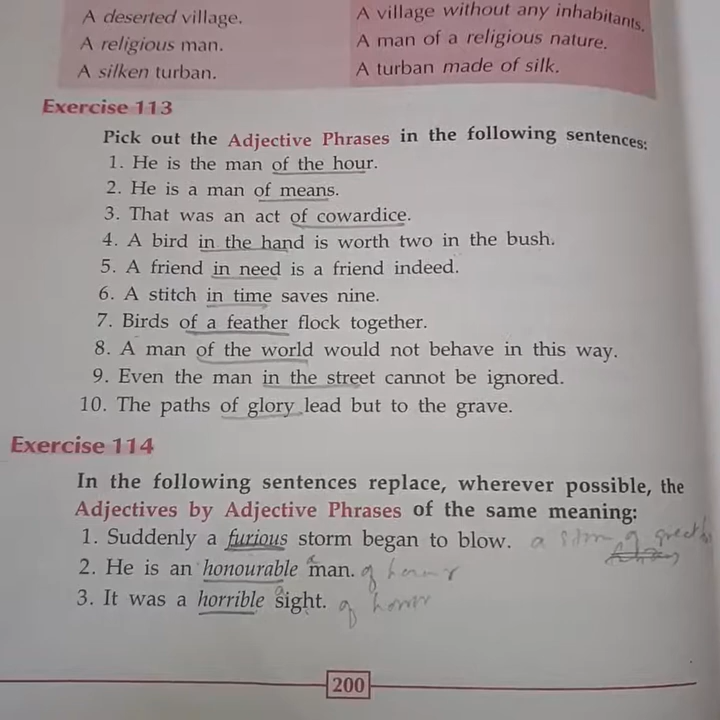 A deserted village. A village without any inhabitants.
A religious man. A man of a religious nature.
A silken turban. A turban made of silk.
Exercise 113
Pick out the Adjective Phrases in the following sentences:
1. He is the man of the hour.
2. He is a man of means.
3. That was an act of cowardice.
4. A bird in the hand is worth two in the bush.
5. A friend in need is a friend indeed.
6. A stitch in time saves nine.
7. Birds of a feather flock together.
8. A man of the world would not behave in this way.
9. Even the man in the street cannot be ignored.
10. The paths of glory lead but to the grave.
Exercise 114
In the following sentences replace, wherever possible, the
Adjectives by Adjective Phrases of the same meaning:
1. Suddenly a furious storm began to blow. a storm of
2. He is an honourable man. of honour
3. It was a horrible sight. of horror
200